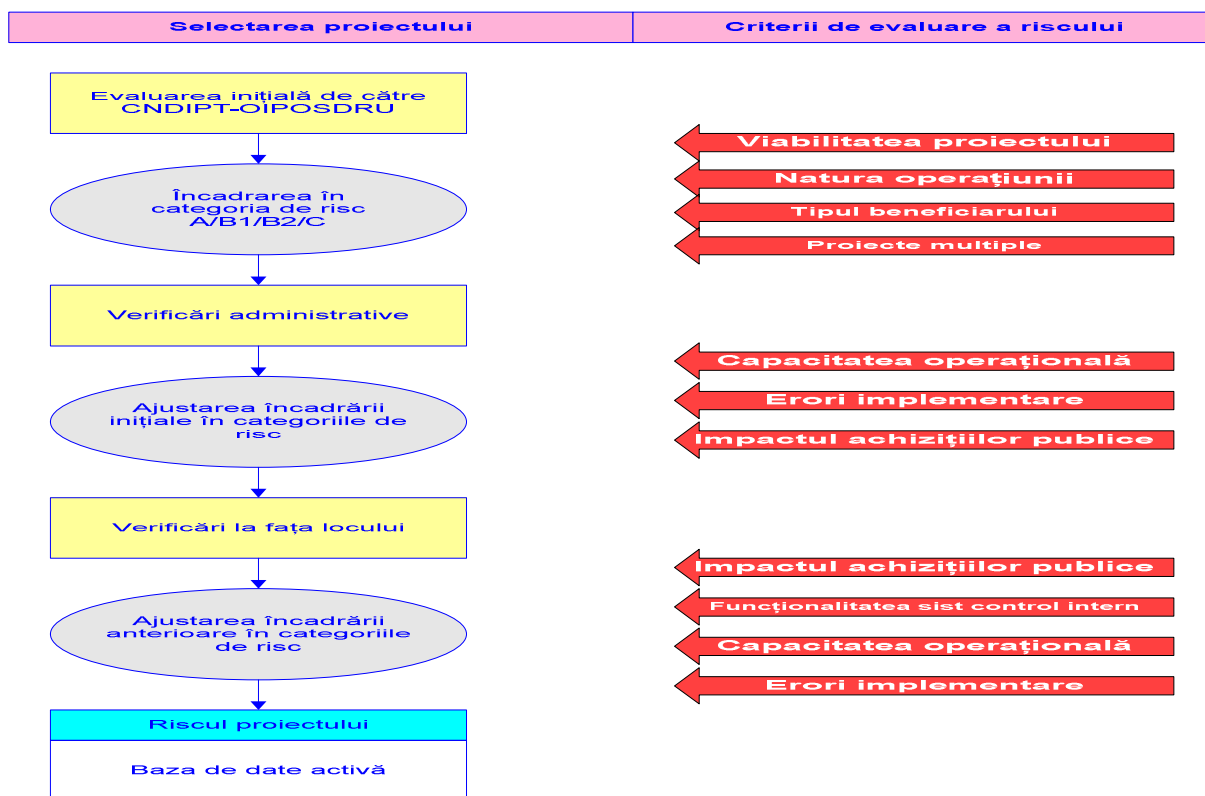 Selectarea proiectului
Criterii de evaluare a riscului
Evaluarea inițială de către
CNDIPT-OIPOSDRU
Încadrarea în
categoria de risc
A/B1/B2/C
Verificări administrative
Ajustarea încadrării
inițiale în categoriile de
risc
Verificări la fața locului
Ajustarea încadrării
anterioare în categoriile
de risc
Riscul proiectului
Baza de date activă
Viabilitatea proiectului
Natura operațiunii
Tipul beneficiarului
Proiecte multiple
Capacitatea operațională
Erori implementare
Impactul achizițiilor publice
Impactul achizițiilor publice
Funcționalitatea sist control intern
Capacitatea operațională
Erori implementare